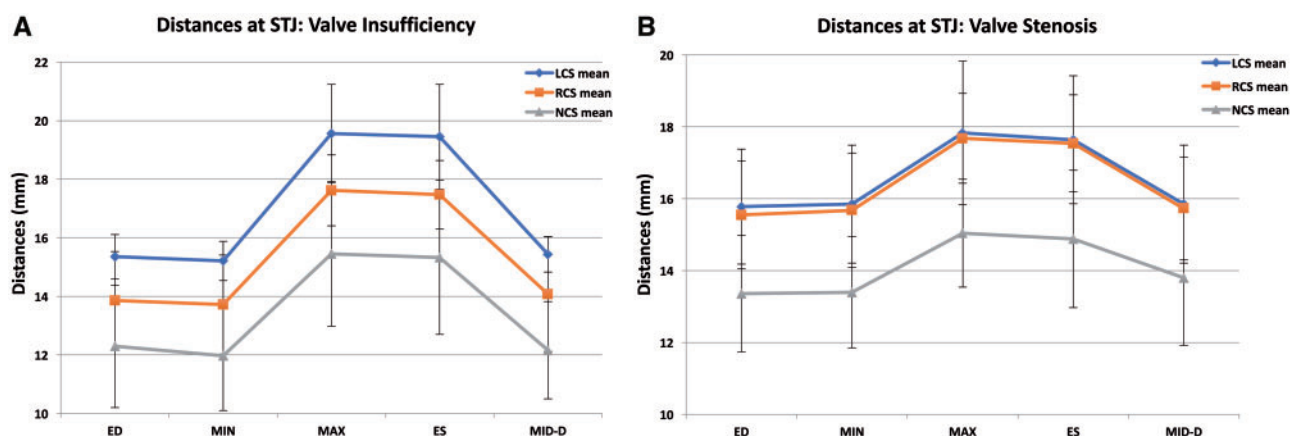 A
Distances at STJ: Valve Insufficiency
22
20
18
16
14
12
10
Distances (mm)
LCS mean
RCS mean
NCS mean
ED MIN MAX ES MID-D
B
Distances at STJ: Valve Stenosis
20
18
16
14
12
10
Distances (mm)
LCS mean
RCS mean
NCS mean
ED MIN MAX ES MID-D